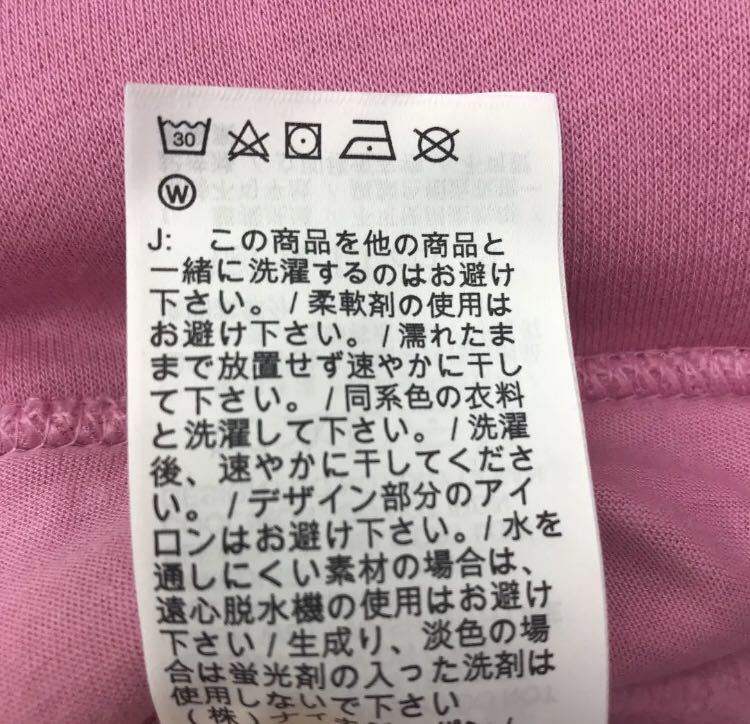 30
W
J: この商品を他の商品と
一緒に洗濯するのはお避け
下さい。/ 柔軟剤の使用は
お避け下さい。/ 濡れたま
まで放置せず速やかに干し
て下さい。/ 同系色の衣料
と洗濯して下さい。/ 洗濯
後、速やかに干してくださ
い。/ デザイン部分のアイ
ロンはお避け下さい。/ 水を
通しにくい素材の場合は、
遠心脱水機の使用はお避け
下さい / 生成り、淡色の場
合は蛍光剤の入った洗剤は
使用しないで下さい
(株)ナイキ